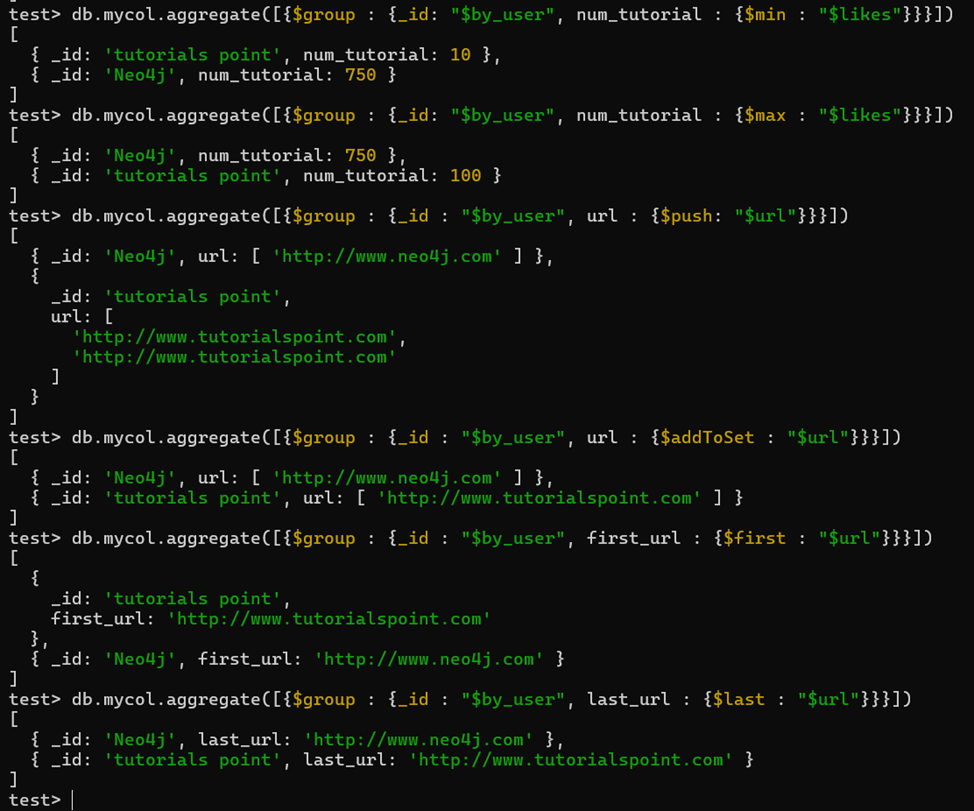 test> db.mycol.aggregate([{$group : {_id: "$by_user", num_tutorial : {$min : "$likes"}}}])
[
  { _id: 'tutorials point', num_tutorial: 10 },
  { _id: 'Neo4j', num_tutorial: 750 }
]
test> db.mycol.aggregate([{$group : {_id: "$by_user", num_tutorial : {$max : "$likes"}}}])
[
  { _id: 'Neo4j', num_tutorial: 750 },
  { _id: 'tutorials point', num_tutorial: 100 }
]
test> db.mycol.aggregate([{$group : {_id : "$by_user", url : {$push: "$url"}}}])
[
  { _id: 'Neo4j', url: [ 'http://www.neo4j.com' ] },
  {
    _id: 'tutorials point',
    url: [
      'http://www.tutorialspoint.com',
      'http://www.tutorialspoint.com'
    ]
  }
]
test> db.mycol.aggregate([{$group : {_id : "$by_user", url : {$addToSet : "$url"}}}])
[
  { _id: 'Neo4j', url: [ 'http://www.neo4j.com' ] },
  { _id: 'tutorials point', url: [ 'http://www.tutorialspoint.com' ] }
]
test> db.mycol.aggregate([{$group : {_id : "$by_user", first_url : {$first : "$url"}}}])
[
  {
    _id: 'tutorials point',
    first_url: 'http://www.tutorialspoint.com'
  },
  { _id: 'Neo4j', first_url: 'http://www.neo4j.com' }
]
test> db.mycol.aggregate([{$group : {_id : "$by_user", last_url : {$last : "$url"}}}])
[
  { _id: 'Neo4j', last_url: 'http://www.neo4j.com' },
  { _id: 'tutorials point', last_url: 'http://www.tutorialspoint.com' }
]
test>